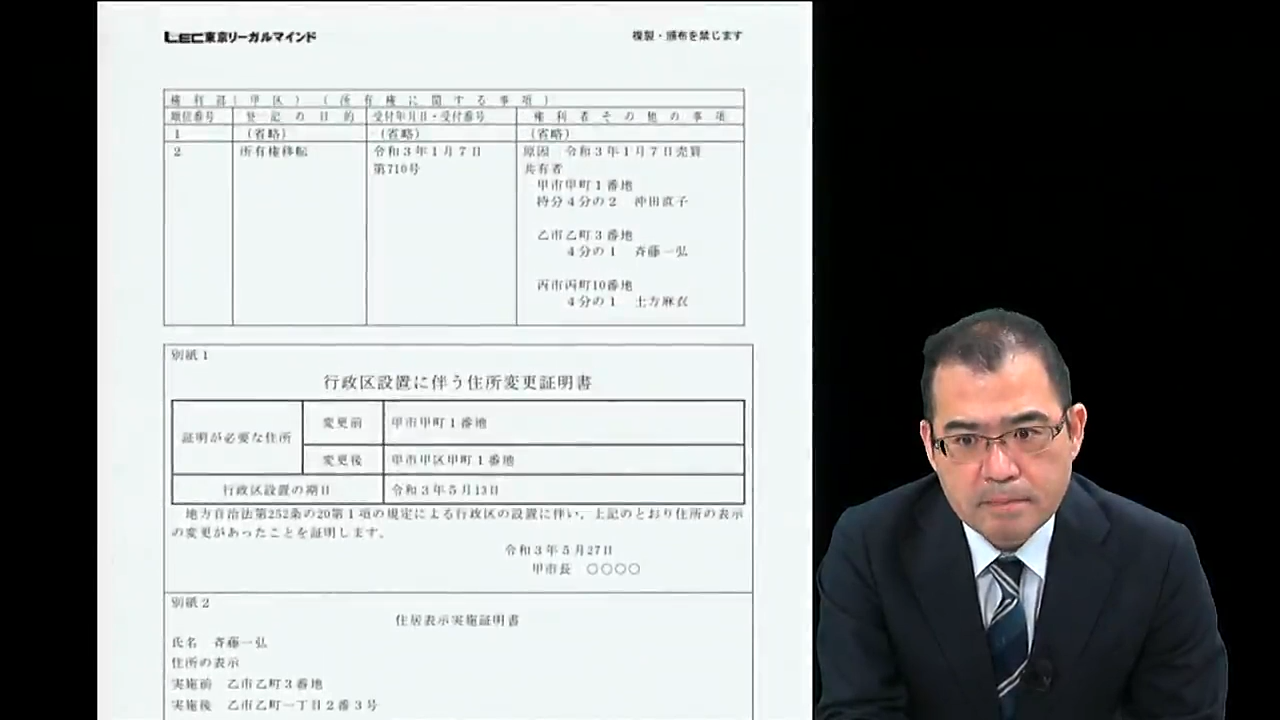 LEC東京リーガルマインド
複製・頒布を禁じます
権利部(甲区)(所有権に関する事項)
順位番号 登記の目的 受付年月日・受付番号 権利者その他の事項
1 (省略) (省略) (省略)
2 所有権移転 令和3年1月7日 原因 令和3年1月7日売買
第710号 共有者
甲市甲町1番地
持分4分の2 沖田直子
乙市乙町3番地
4分の1 斉藤一弘
丙市丙町10番地
4分の1 土方麻衣
別紙1
行政区設置に伴う住所変更証明書
証明が必要な住所 変更前 甲市甲町1番地
変更後 甲市甲区甲町1番地
行政区設置の期日 令和3年5月13日
地方自治法第252条の20第1項の規定による行政区の設置に伴い,上記のとおり住所の表示
の変更があったことを証明します。
令和3年5月27日
甲市長 ○○○○
別紙2
住居表示実施証明書
氏名 斉藤一弘
住所の表示
実施前 乙市乙町3番地
実施後 乙市乙町一丁目2番3号